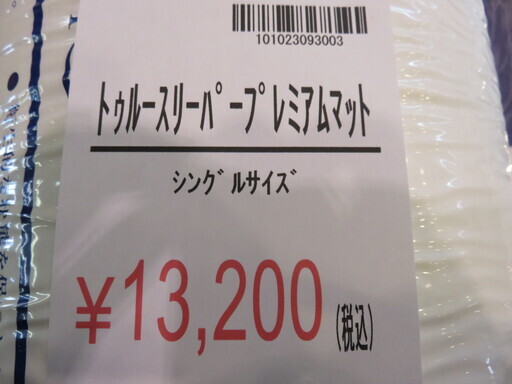 101023093003
トゥルースリーパープレミアムマット
シングルサイズ
¥13,200(税込)